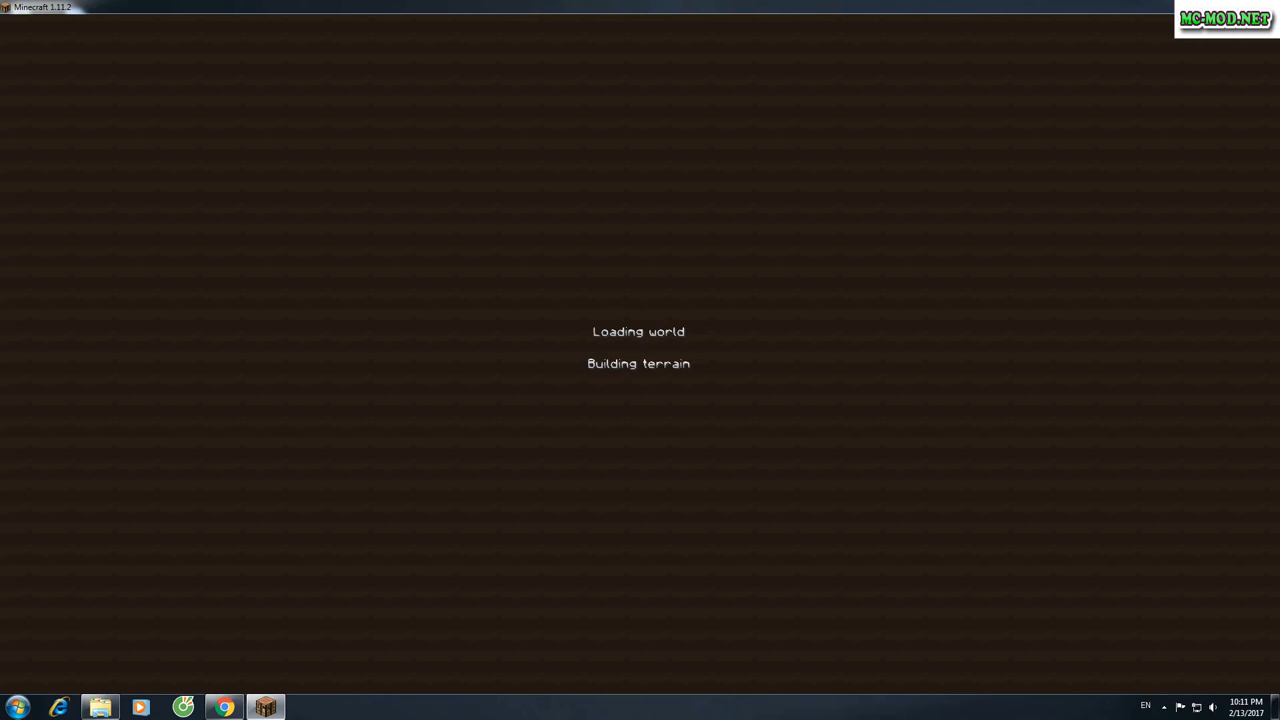 Minecraft 1.11.2
MC-MOD.NET
Loading world
Building terrain
EN
10:11 PM
2/13/2017